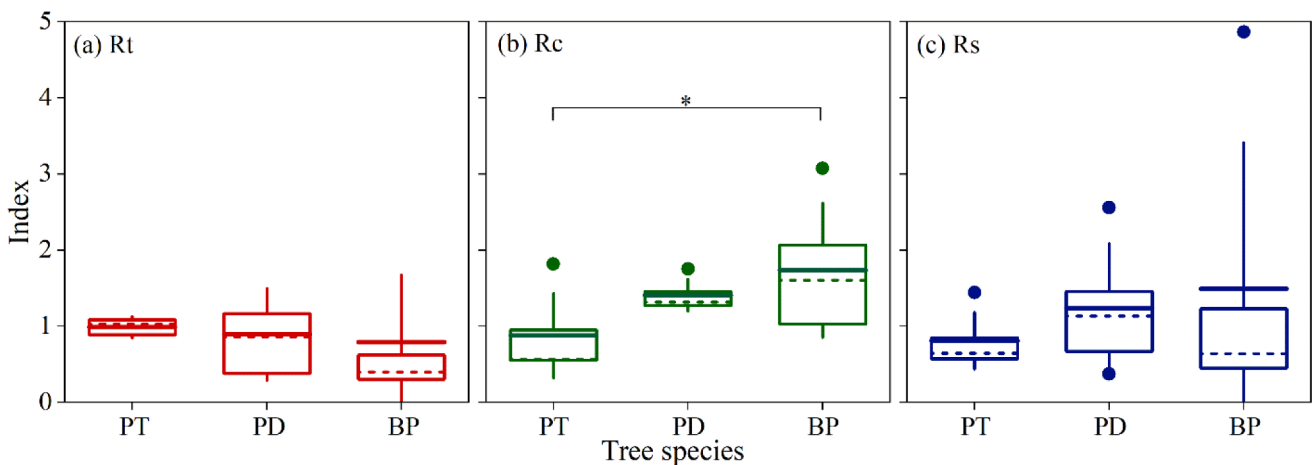 (a) Rt
(b) Rc
(c) Rs
5
4
3
2
1
0
Index
*
PT PD BP
PT PD BP
PT PD BP
Tree species